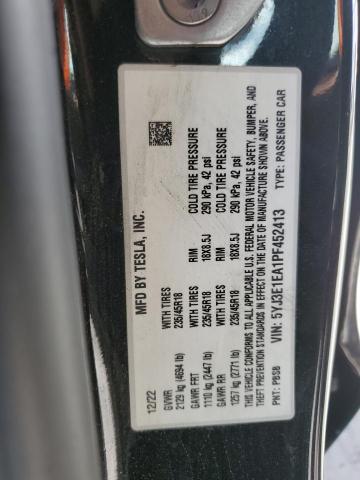 MFD BY TESLA, INC.
12/22
GVWR
2129 kg (4694 lb)
GAWR FRT WITH TIRES RIM COLD TIRE PRESSURE
1110 kg (2447 lb) 235/45R18 18X8.5J 290 kPa, 42 psi
GAWR RR WITH TIRES RIM COLD TIRE PRESSURE
1257 kg (2771 lb) 235/45R18 18X8.5J 290 kPa, 42 psi
THIS VEHICLE CONFORMS TO ALL APPLICABLE U.S. FEDERAL MOTOR VEHICLE SAFETY, BUMPER, AND
THEFT PREVENTION STANDARDS IN EFFECT ON THE DATE OF MANUFACTURE SHOWN ABOVE.
VIN: 5YJ3E1EA1PF452413 TYPE: PASSENGER CAR
PNT: PBSB